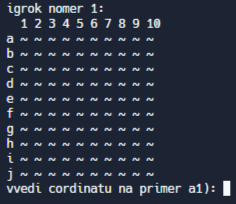 igrok nomer 1:
1 2 3 4 5 6 7 8 9 10
a ~ ~ ~ ~ ~ ~ ~ ~ ~ ~
b ~ ~ ~ ~ ~ ~ ~ ~ ~ ~
c ~ ~ ~ ~ ~ ~ ~ ~ ~ ~
d ~ ~ ~ ~ ~ ~ ~ ~ ~ ~
e ~ ~ ~ ~ ~ ~ ~ ~ ~ ~
f ~ ~ ~ ~ ~ ~ ~ ~ ~ ~
g ~ ~ ~ ~ ~ ~ ~ ~ ~ ~
h ~ ~ ~ ~ ~ ~ ~ ~ ~ ~
i ~ ~ ~ ~ ~ ~ ~ ~ ~ ~
j ~ ~ ~ ~ ~ ~ ~ ~ ~ ~
vvedi cordinatu na primer a1):